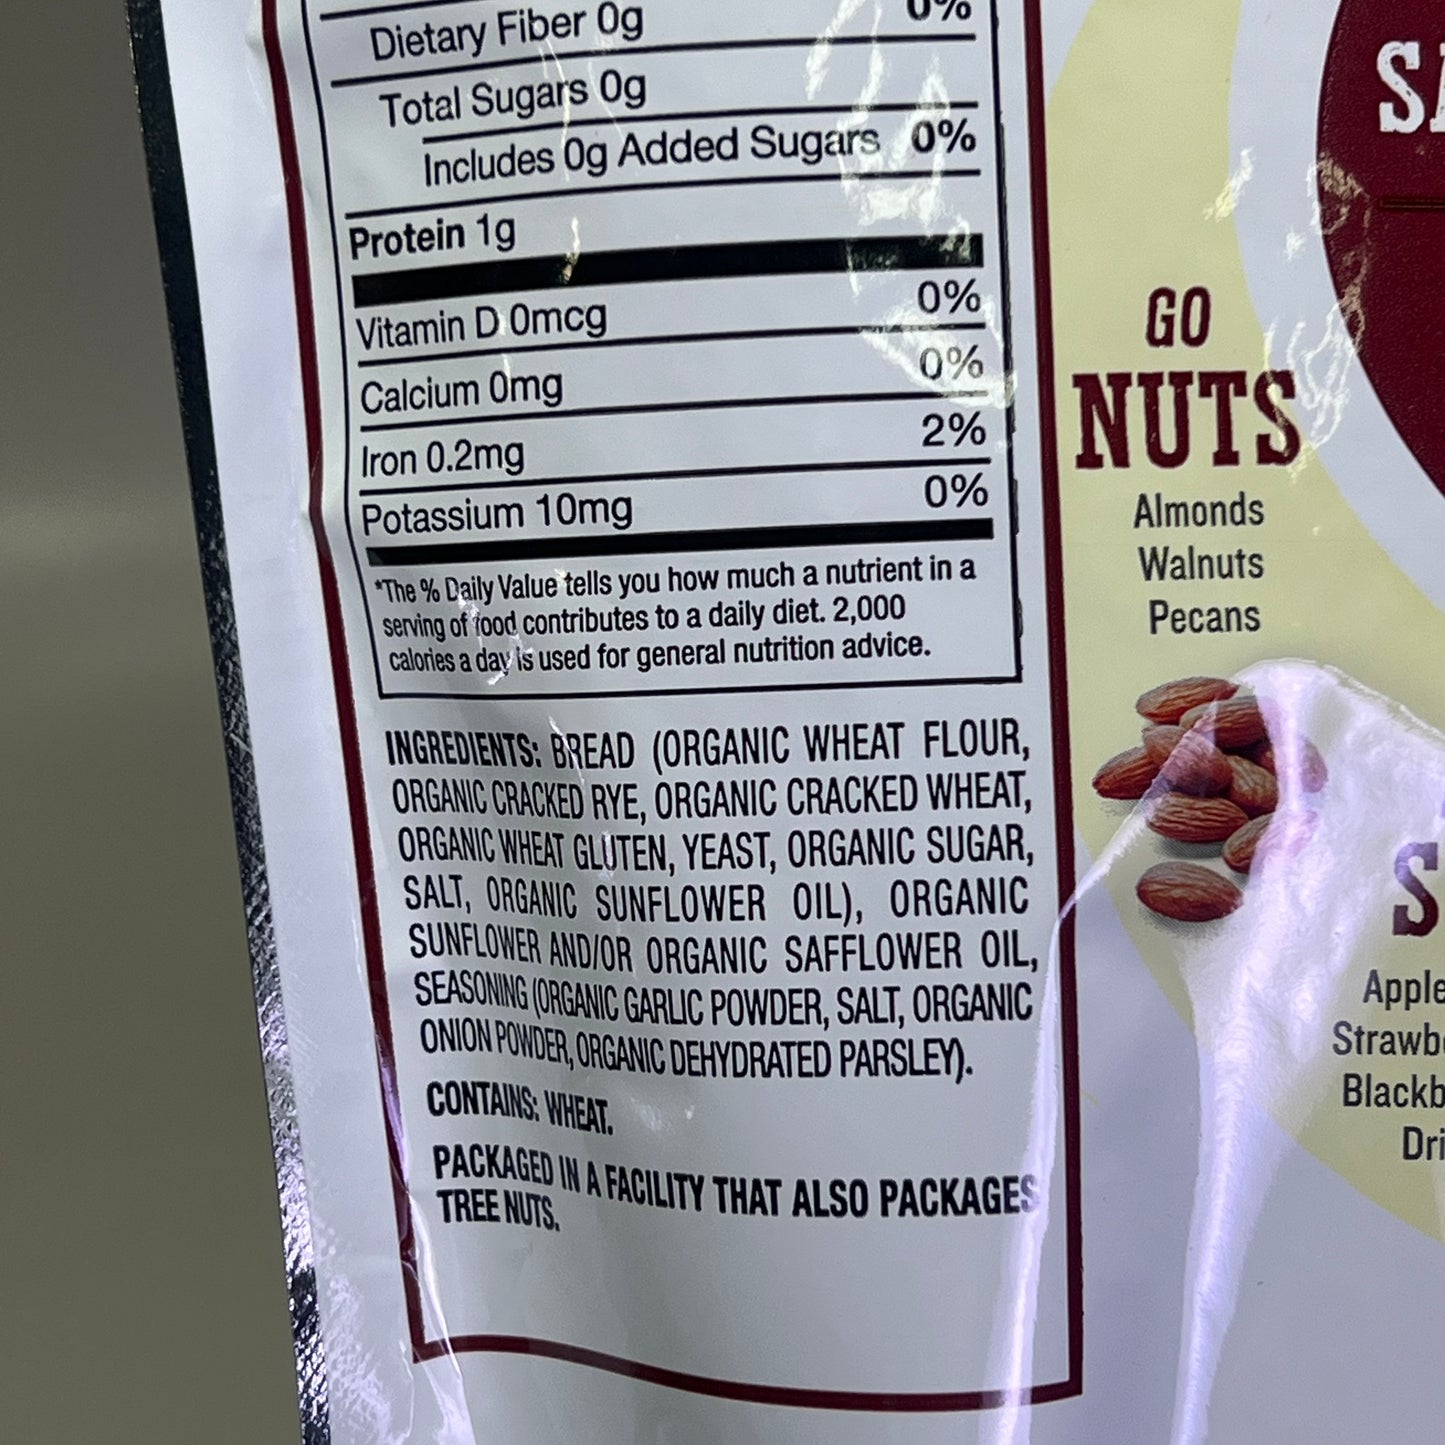 Dietary Fiber 0g 0%
Total Sugars 0g
Includes 0g Added Sugars 0%
Protein 1g
Vitamin D 0mcg 0%
Calcium 0mg 0%
Iron 0.2mg 2%
Potassium 10mg 0%
*The % Daily Value tells you how much a nutrient in a
serving of food contributes to a daily diet. 2,000
calories a day is used for general nutrition advice.
INGREDIENTS: BREAD (ORGANIC WHEAT FLOUR,
ORGANIC CRACKED RYE, ORGANIC CRACKED WHEAT,
ORGANIC WHEAT GLUTEN, YEAST, ORGANIC SUGAR,
SALT, ORGANIC SUNFLOWER OIL), ORGANIC
SUNFLOWER AND/OR ORGANIC SAFFLOWER OIL,
SEASONING (ORGANIC GARLIC POWDER, SALT, ORGANIC
ONION POWDER, ORGANIC DEHYDRATED PARSLEY).
CONTAINS: WHEAT.
PACKAGED IN A FACILITY THAT ALSO PACKAGES
TREE NUTS.
GO
NUTS
Almonds
Walnuts
Pecans